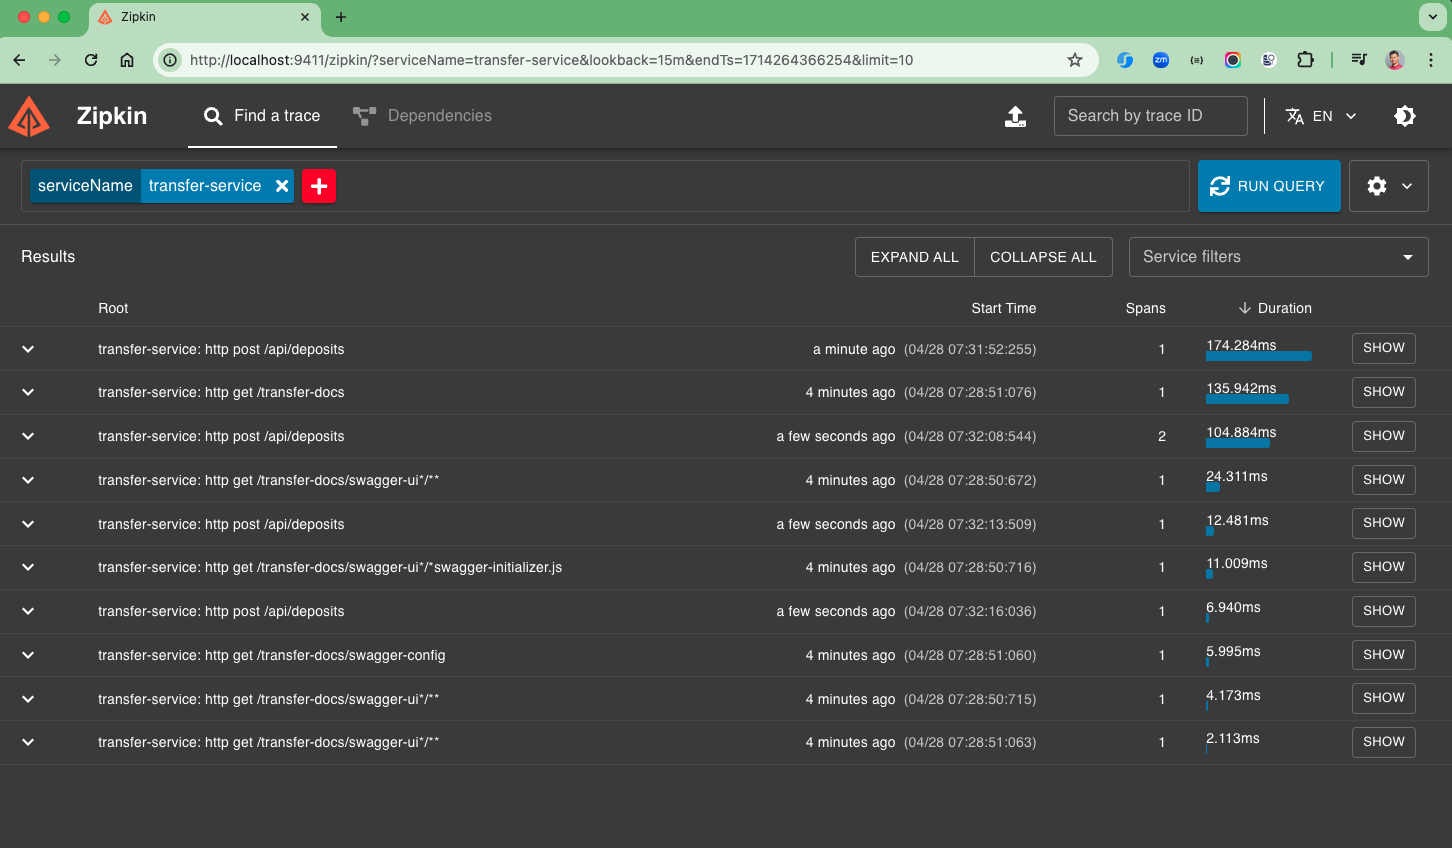 Zipkin
http://localhost:9411/zipkin/?serviceName=transfer-service&lookback=15m&endTs=1714264366254&limit=10
zm
Zipkin
Find a trace
Dependencies
Search by trace ID
EN
serviceName transfer-service
RUN QUERY
Results
EXPAND ALL
COLLAPSE ALL
Service filters
Root Start Time Spans Duration
transfer-service: http post /api/deposits a minute ago (04/28 07:31:52:255) 1 174.284ms SHOW
transfer-service: http get /transfer-docs 4 minutes ago (04/28 07:28:51:076) 1 135.942ms SHOW
transfer-service: http post /api/deposits a few seconds ago (04/28 07:32:08:544) 2 104.884ms SHOW
transfer-service: http get /transfer-docs/swagger-ui*/** 4 minutes ago (04/28 07:28:50:672) 1 24.311ms SHOW
transfer-service: http post /api/deposits a few seconds ago (04/28 07:32:13:509) 1 12.481ms SHOW
transfer-service: http get /transfer-docs/swagger-ui*/*swagger-initializer.js 4 minutes ago (04/28 07:28:50:716) 1 11.009ms SHOW
transfer-service: http post /api/deposits a few seconds ago (04/28 07:32:16:036) 1 6.940ms SHOW
transfer-service: http get /transfer-docs/swagger-config 4 minutes ago (04/28 07:28:51:060) 1 5.995ms SHOW
transfer-service: http get /transfer-docs/swagger-ui*/** 4 minutes ago (04/28 07:28:50:715) 1 4.173ms SHOW
transfer-service: http get /transfer-docs/swagger-ui*/** 4 minutes ago (04/28 07:28:51:063) 1 2.113ms SHOW